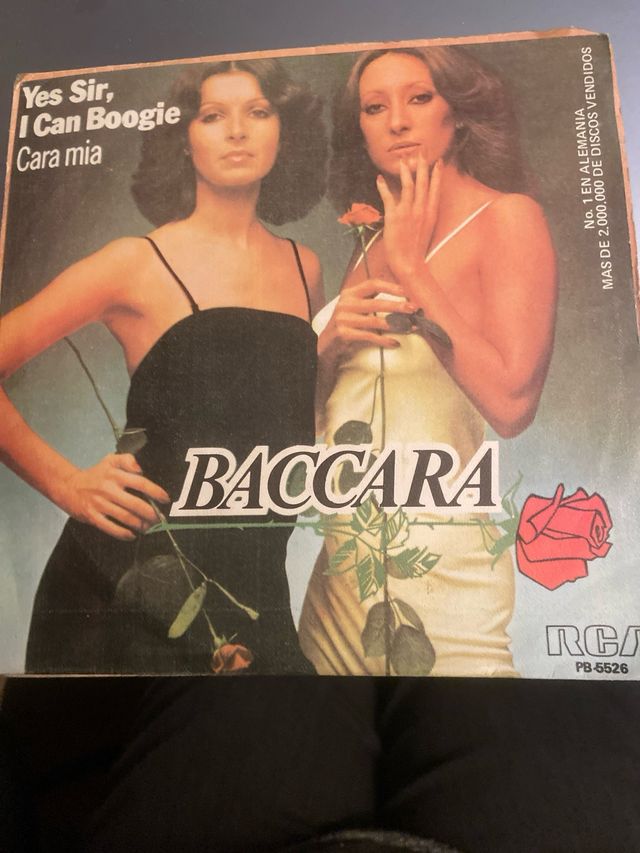 Yes Sir,
I Can Boogie
Cara mia
No. 1 EN ALEMANIA
MAS DE 2.000.000 DE DISCOS VENDIDOS
BACCARA
RCA
PB-5526